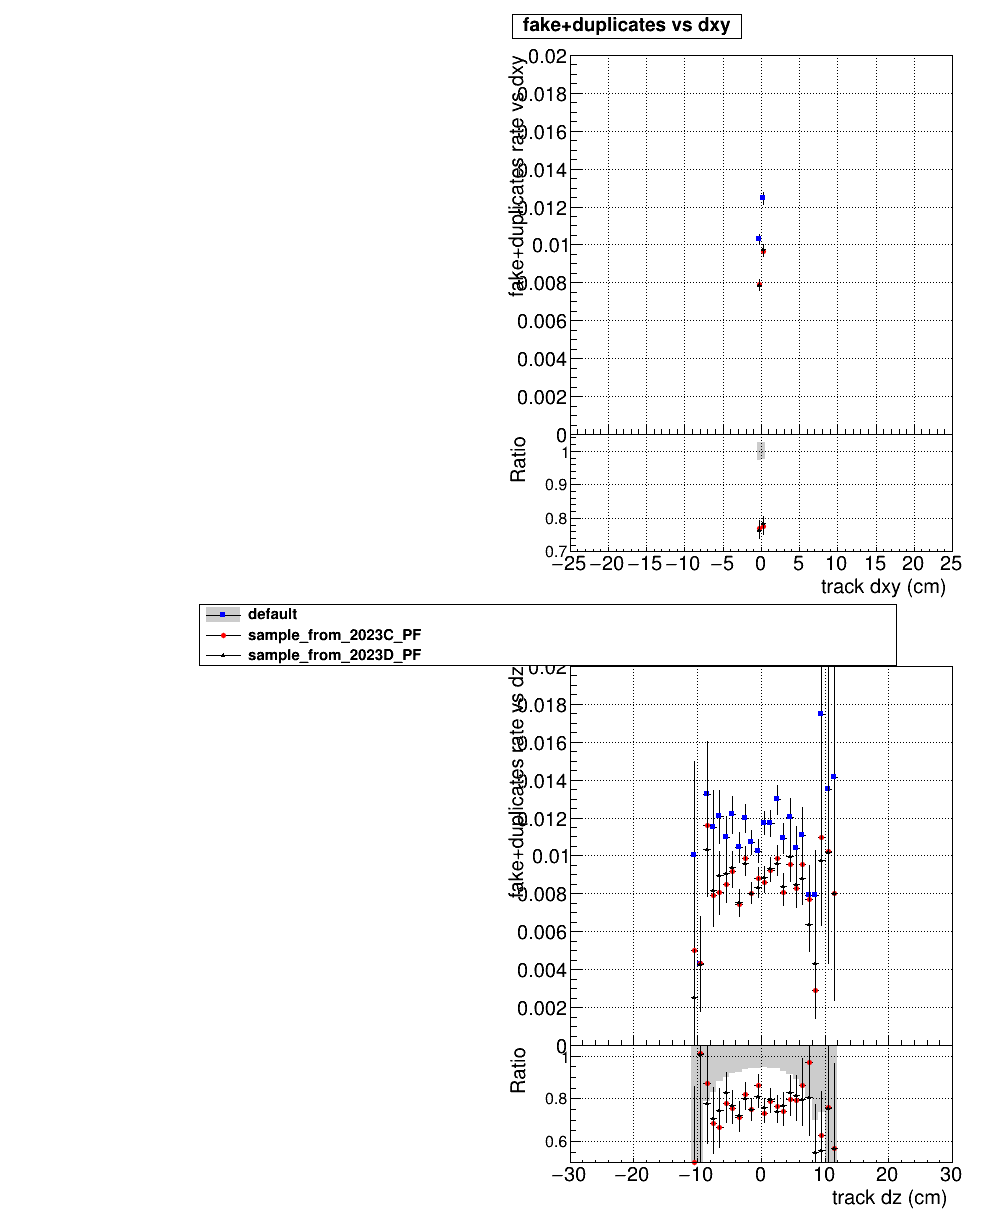 fake+duplicates vs dxy
fake+duplicates rate vs dxy
0.02
0.018
0.016
0.014
0.012
0.01
0.008
0.006
0.004
0.002
0
Ratio
1
0.9
0.8
0.7
−25 −20 −15 −10 −5 0 5 10 15 20 25
track dxy (cm)
default
sample_from_2023C_PF
sample_from_2023D_PF
fake+duplicates rate vs dz
0.02
0.018
0.016
0.014
0.012
0.01
0.008
0.006
0.004
0.002
0
Ratio
1
0.8
0.6
−30 −20 −10 0 10 20 30
track dz (cm)